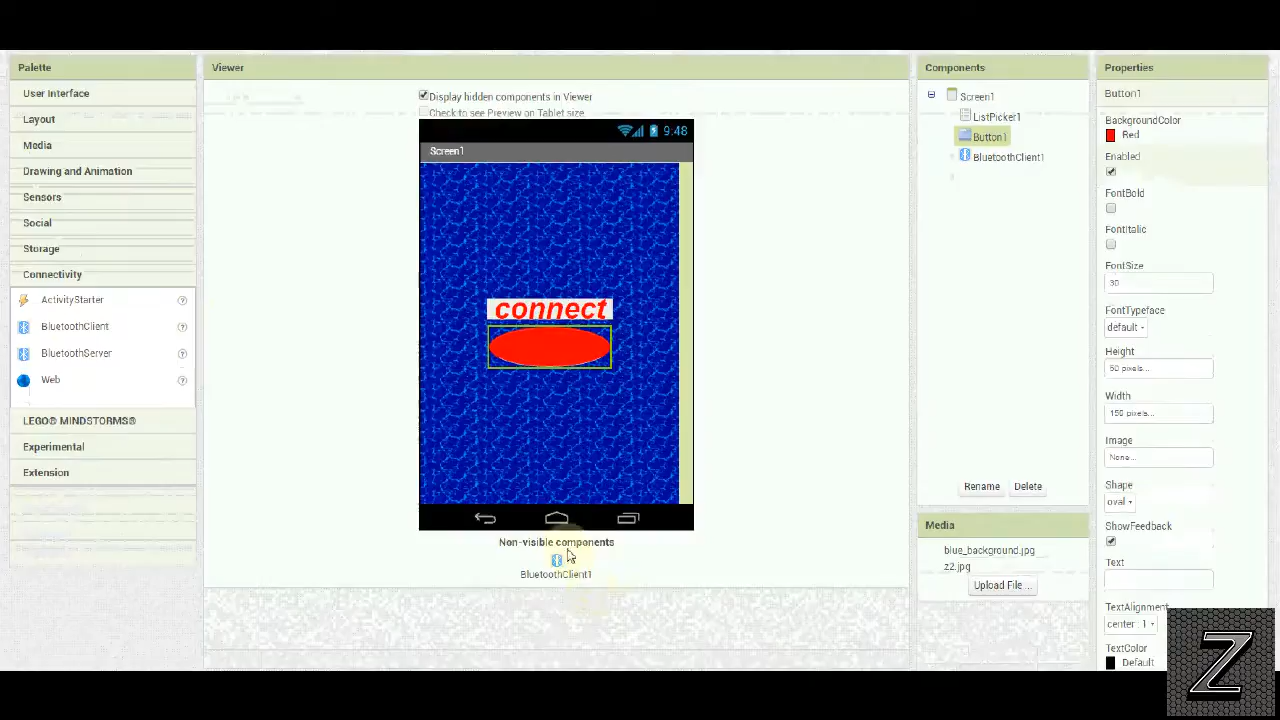 Palette
User Interface
Layout
Media
Drawing and Animation
Sensors
Social
Storage
Connectivity
ActivityStarter
BluetoothClient
BluetoothServer
Web
LEGO® MINDSTORMS®
Experimental
Extension
Viewer
Display hidden components in Viewer
Check to see Preview on Tablet size.
9:48
Screen1
connect
Non-visible components
BluetoothClient1
Components
Screen1
ListPicker1
Button1
BluetoothClient1
Rename Delete
Media
blue_background.jpg
z2.jpg
Upload File ...
Properties
Button1
BackgroundColor
Red
Enabled
FontBold
FontItalic
FontSize
30
FontTypeface
default
Height
50 pixels...
Width
150 pixels...
Image
None...
Shape
oval
ShowFeedback
Text
TextAlignment
center : 1
TextColor
Default
Z